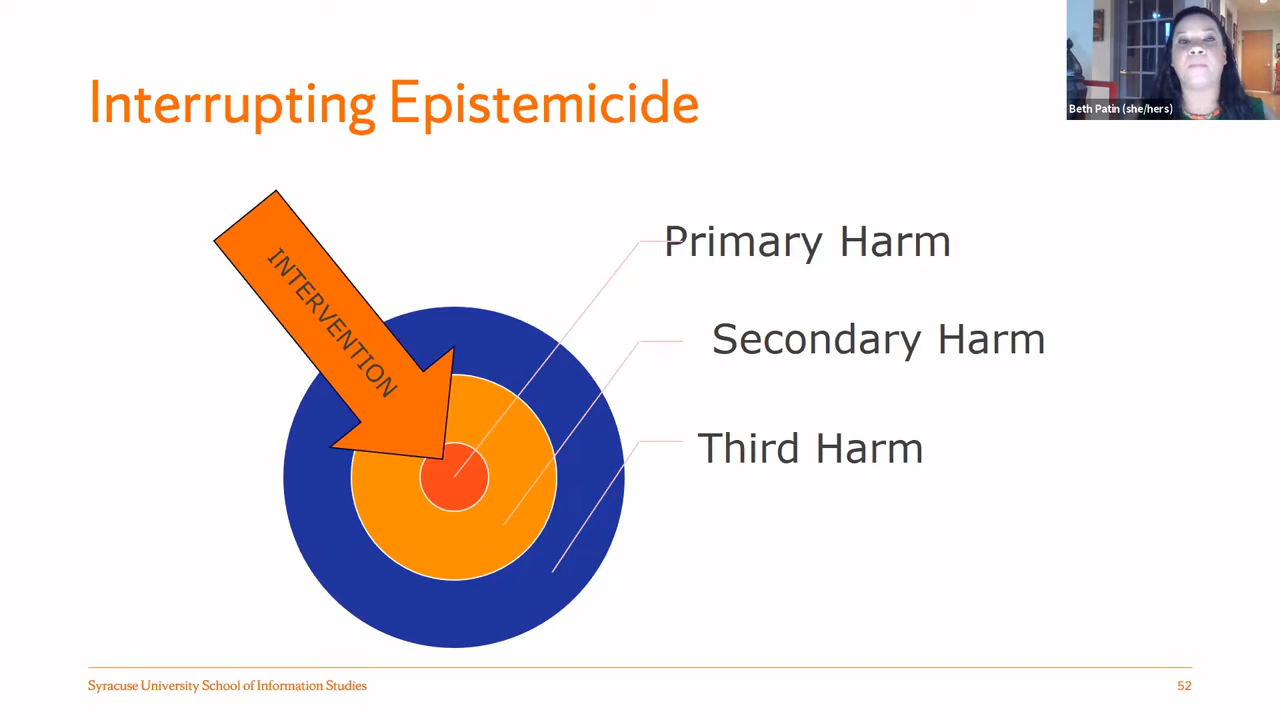 Interrupting Epistemicide
Beth Patin (she/hers)
INTERVENTION
Primary Harm
Secondary Harm
Third Harm
Syracuse University School of Information Studies
52